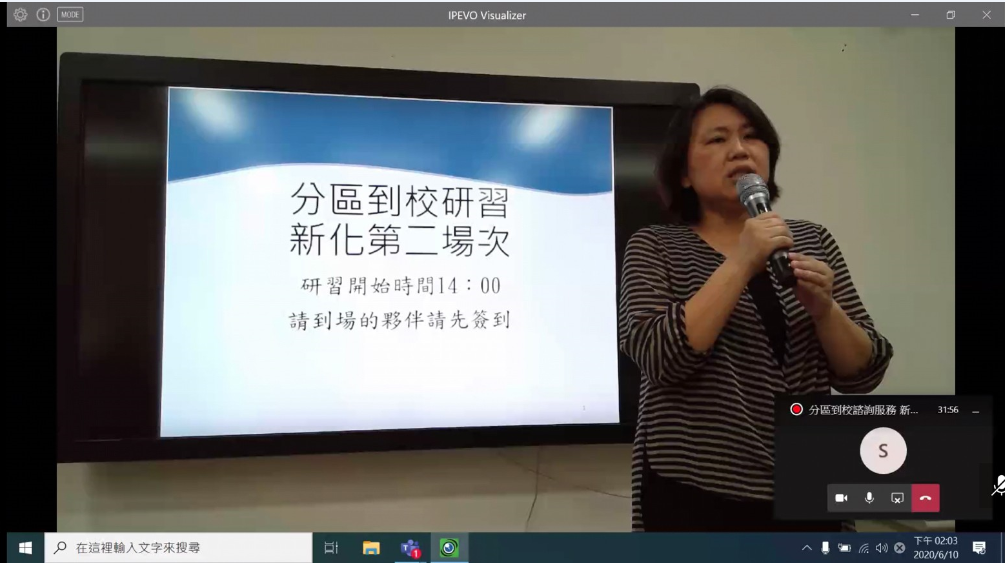 MODE
IPEVO Visualizer
分區到校研習
新化第二場次
研習開始時間14：00
請到場的夥伴請先簽到
分區到校諮詢服務 新...
31:56
S
在這裡輸入文字來搜尋
1
下午 02:03
2020/6/10